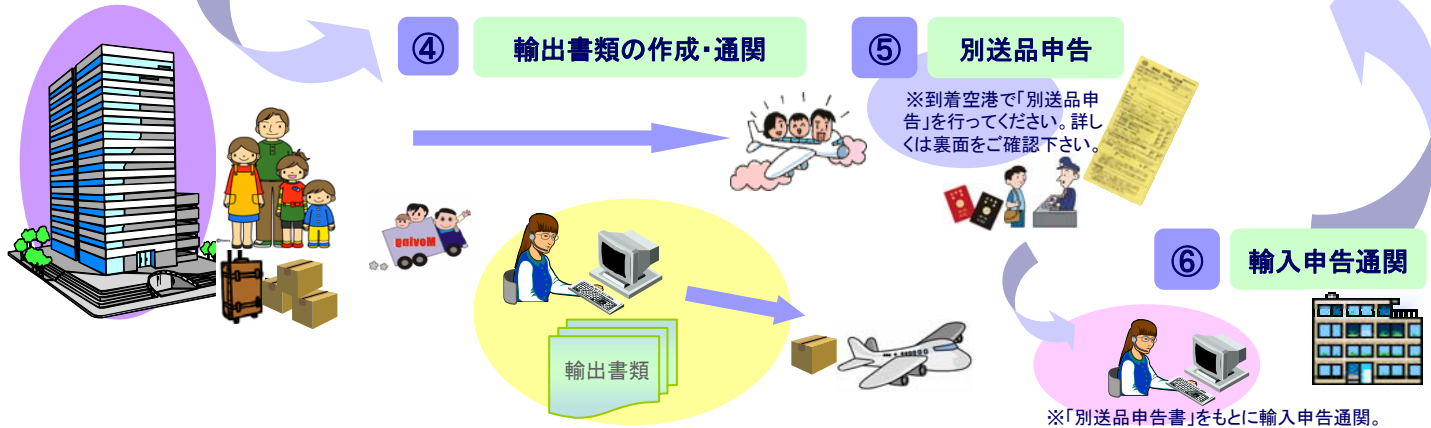 ④ 輸出書類の作成・通関
⑤ 別送品申告
※到着空港で「別送品申
告」を行ってください。詳し
くは裏面をご確認下さい。
Moving
輸出書類
⑥ 輸入申告通関
※「別送品申告書」をもとに輸入申告通関。